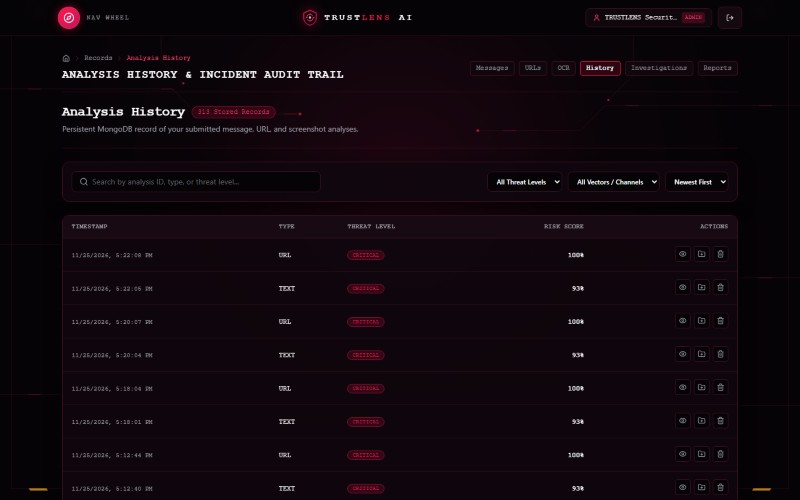 NAV WHEEL
TRUSTLENS AI
TRUSTLENS Securit… ADMIN
Records > Analysis History
ANALYSIS HISTORY & INCIDENT AUDIT TRAIL
Messages URLs OCR History Investigations Reports
Analysis History 313 Stored Records
Persistent MongoDB record of your submitted message, URL, and screenshot analyses.
Search by analysis ID, type, or threat level...
All Threat Levels All Vectors / Channels Newest First
TIMESTAMP TYPE THREAT LEVEL RISK SCORE ACTIONS
11/25/2026, 5:22:08 PM URL CRITICAL 100%
11/25/2026, 5:22:05 PM TEXT CRITICAL 93%
11/25/2026, 5:20:07 PM URL CRITICAL 100%
11/25/2026, 5:20:04 PM TEXT CRITICAL 93%
11/25/2026, 5:18:04 PM URL CRITICAL 100%
11/25/2026, 5:18:01 PM TEXT CRITICAL 93%
11/25/2026, 5:12:44 PM URL CRITICAL 100%
11/25/2026, 5:12:40 PM TEXT CRITICAL 93%